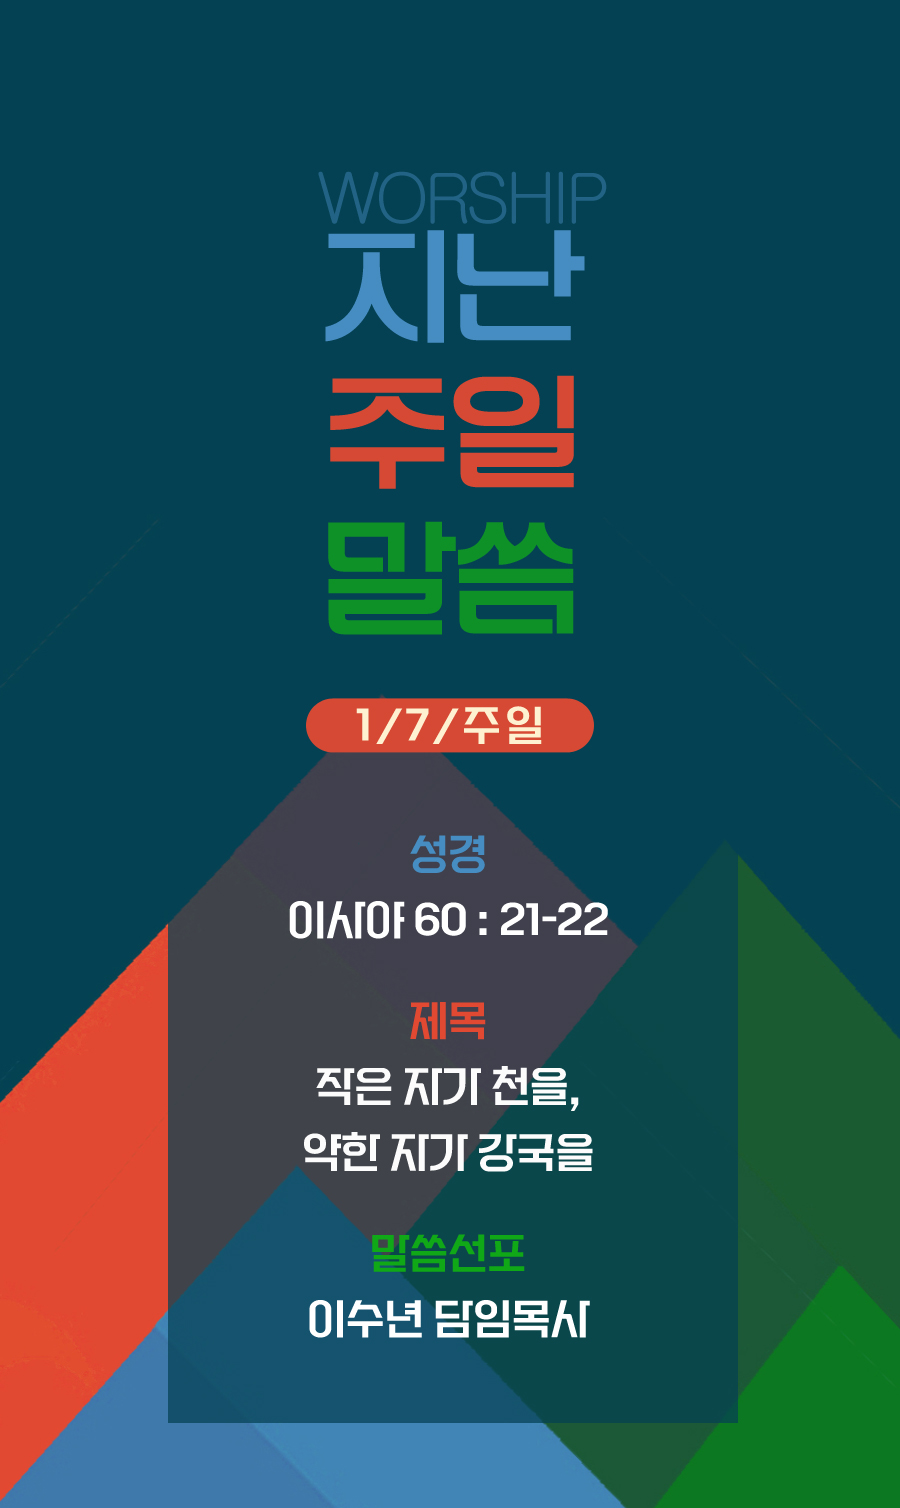 WORSHIP
지난
주일
말씀
1/7/주일
성경
이사야 60 : 21-22
제목
작은 자가 천을,
약한 자가 강국을
말씀선포
이수년 담임목사